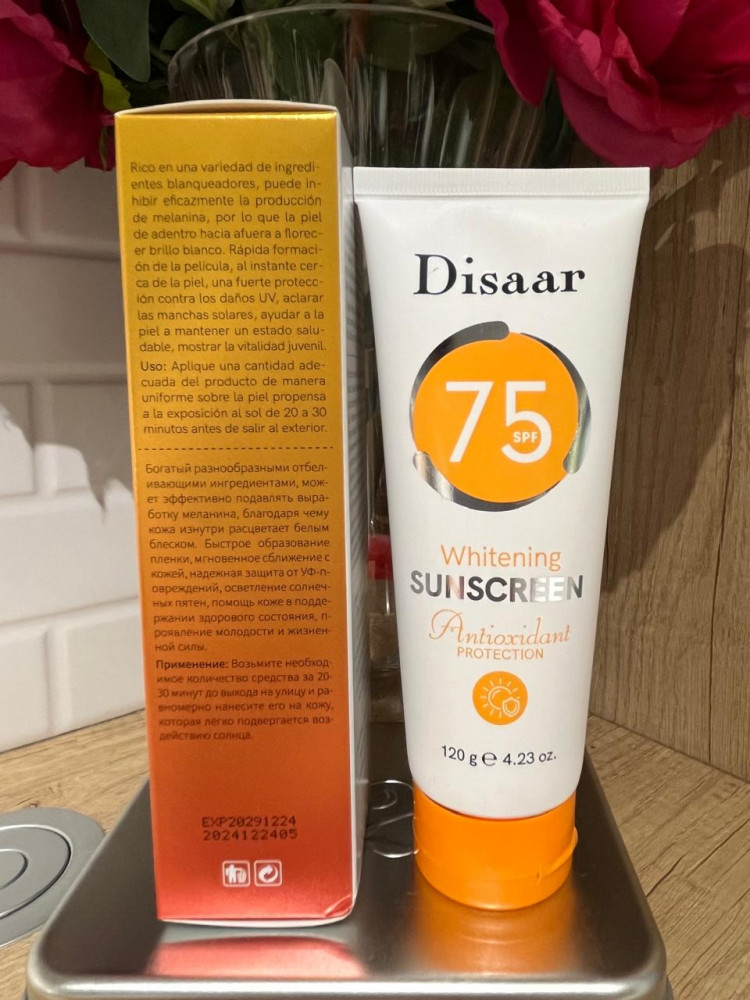 Rico en una variedad de ingredi-
entes blanqueadores, puede in-
hibir eficazmente la producción
de melanina, por lo que la piel
de adentro hacia afuera a florec-
er brillo blanco. Rápida formaci-
ón de la película, al instante cer-
ca de la piel, una fuerte protecc-
ión contra los daños UV, aclarar
las manchas solares, ayudar a la
piel a mantener un estado salu-
dable, mostrar la vitalidad juvenil.
Uso: Aplique una cantidad ade-
cuada del producto de manera
uniforme sobre la piel propensa
a la exposición al sol de 20 a 30
minutos antes de salir al exterior.
Богатый разнообразными отбел-
ивающими ингредиентами, мож-
ет эффективно подавлять выра-
ботку меланина, благодаря чему
кожа изнутри расцветает белым
блеском. Быстрое образование
пленки, мгновенное сближение с
кожей, надежная защита от УФ-п-
овреждений, осветление солнеч-
ных пятен, помощь коже в подде-
ржании здорового состояния, п-
роявление молодости и жизнен-
ной силы.
Применение: Возьмите необход-
имое количество средства за 20-
30 минут до выхода на улицу и ра-
вномерно нанесите его на кожу,
которая легко подвергается воз-
действию солнца.
EXP20291224
2024122405
Disaar
75
SPF
Whitening
SUNSCREEN
Antioxidant
PROTECTION
120 g ℮ 4.23 oz.